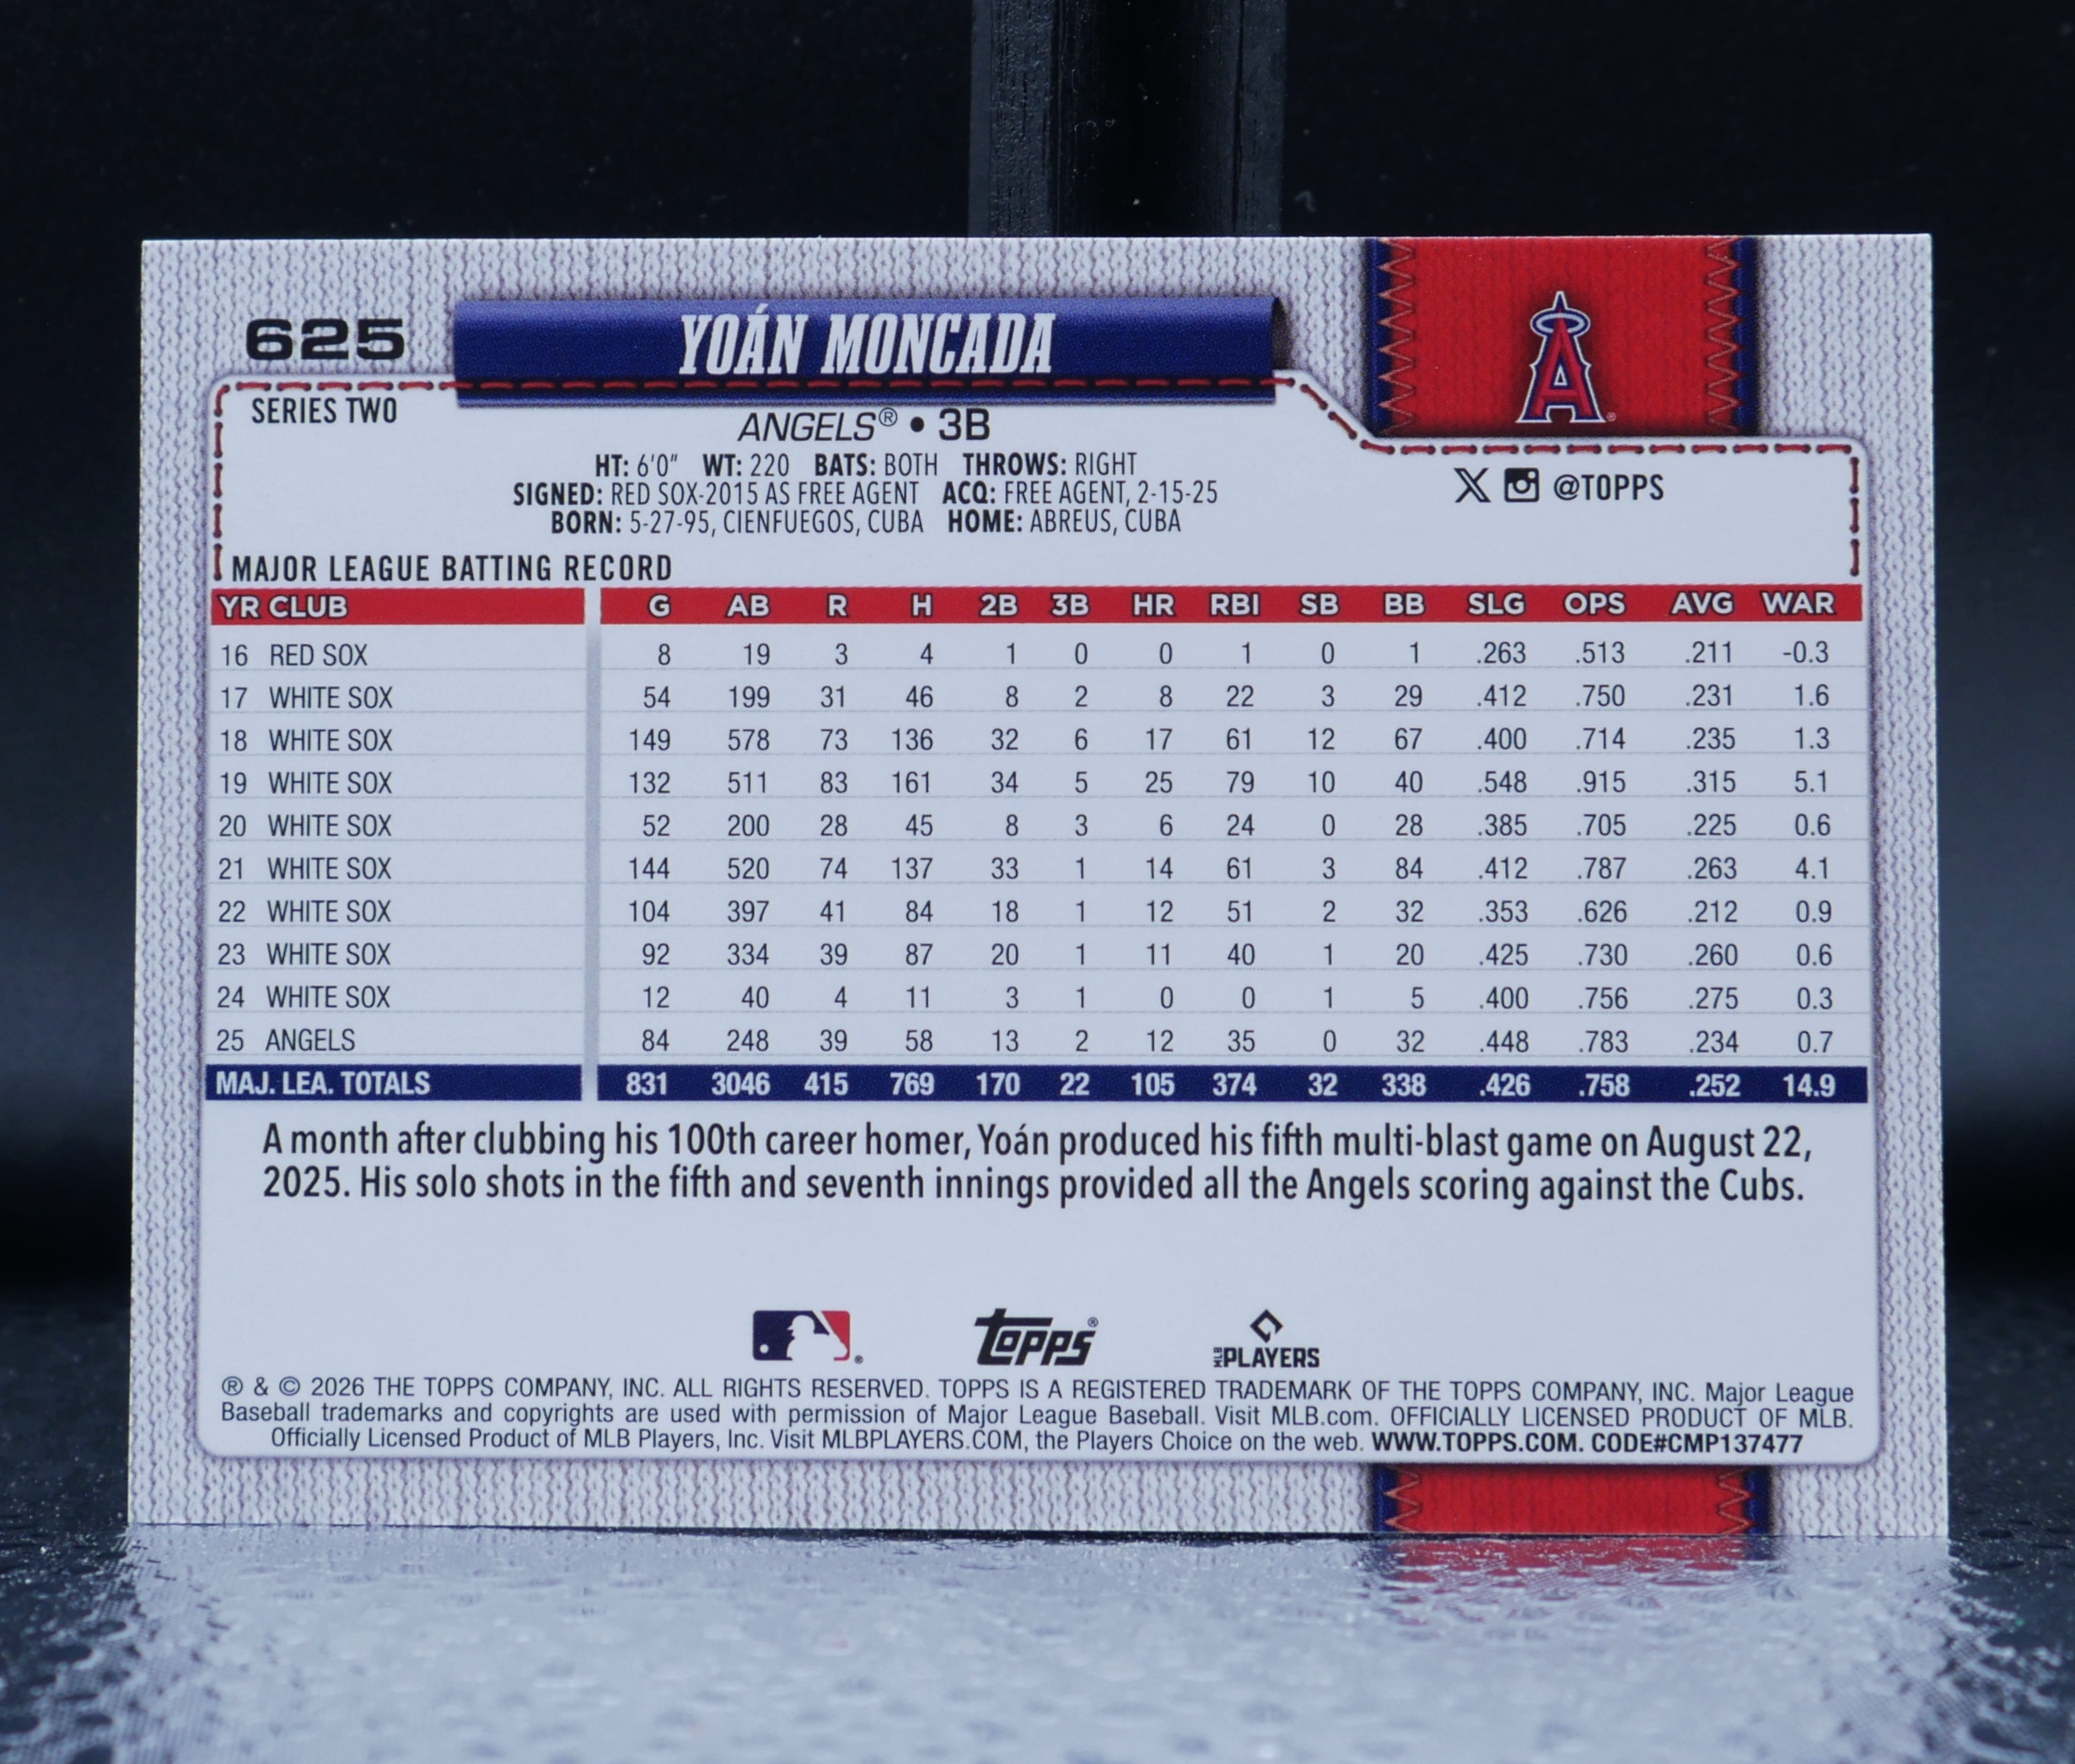 625
YOÁN MONCADA
A
SERIES TWO
ANGELS® • 3B
HT: 6'0" WT: 220 BATS: BOTH THROWS: RIGHT
SIGNED: RED SOX-2015 AS FREE AGENT ACQ: FREE AGENT, 2-15-25
BORN: 5-27-95, CIENFUEGOS, CUBA HOME: ABREUS, CUBA
@TOPPS
MAJOR LEAGUE BATTING RECORD
YR CLUB G AB R H 2B 3B HR RBI SB BB SLG OPS AVG WAR
16 RED SOX 8 19 3 4 1 0 0 1 0 1 .263 .513 .211 -0.3
17 WHITE SOX 54 199 31 46 8 2 8 22 3 29 .412 .750 .231 1.6
18 WHITE SOX 149 578 73 136 32 6 17 61 12 67 .400 .714 .235 1.3
19 WHITE SOX 132 511 83 161 34 5 25 79 10 40 .548 .915 .315 5.1
20 WHITE SOX 52 200 28 45 8 3 6 24 0 28 .385 .705 .225 0.6
21 WHITE SOX 144 520 74 137 33 1 14 61 3 84 .412 .787 .263 4.1
22 WHITE SOX 104 397 41 84 18 1 12 51 2 32 .353 .626 .212 0.9
23 WHITE SOX 92 334 39 87 20 1 11 40 1 20 .425 .730 .260 0.6
24 WHITE SOX 12 40 4 11 3 1 0 0 1 5 .400 .756 .275 0.3
25 ANGELS 84 248 39 58 13 2 12 35 0 32 .448 .783 .234 0.7
MAJ. LEA. TOTALS 831 3046 415 769 170 22 105 374 32 338 .426 .758 .252 14.9
A month after clubbing his 100th career homer, Yoán produced his fifth multi-blast game on August 22,
2025. His solo shots in the fifth and seventh innings provided all the Angels scoring against the Cubs.
topps®
MLB PLAYERS
® & © 2026 THE TOPPS COMPANY, INC. ALL RIGHTS RESERVED. TOPPS IS A REGISTERED TRADEMARK OF THE TOPPS COMPANY, INC. Major League
Baseball trademarks and copyrights are used with permission of Major League Baseball. Visit MLB.com. OFFICIALLY LICENSED PRODUCT OF MLB.
Officially Licensed Product of MLB Players, Inc. Visit MLBPLAYERS.COM, the Players Choice on the web. WWW.TOPPS.COM. CODE#CMP137477